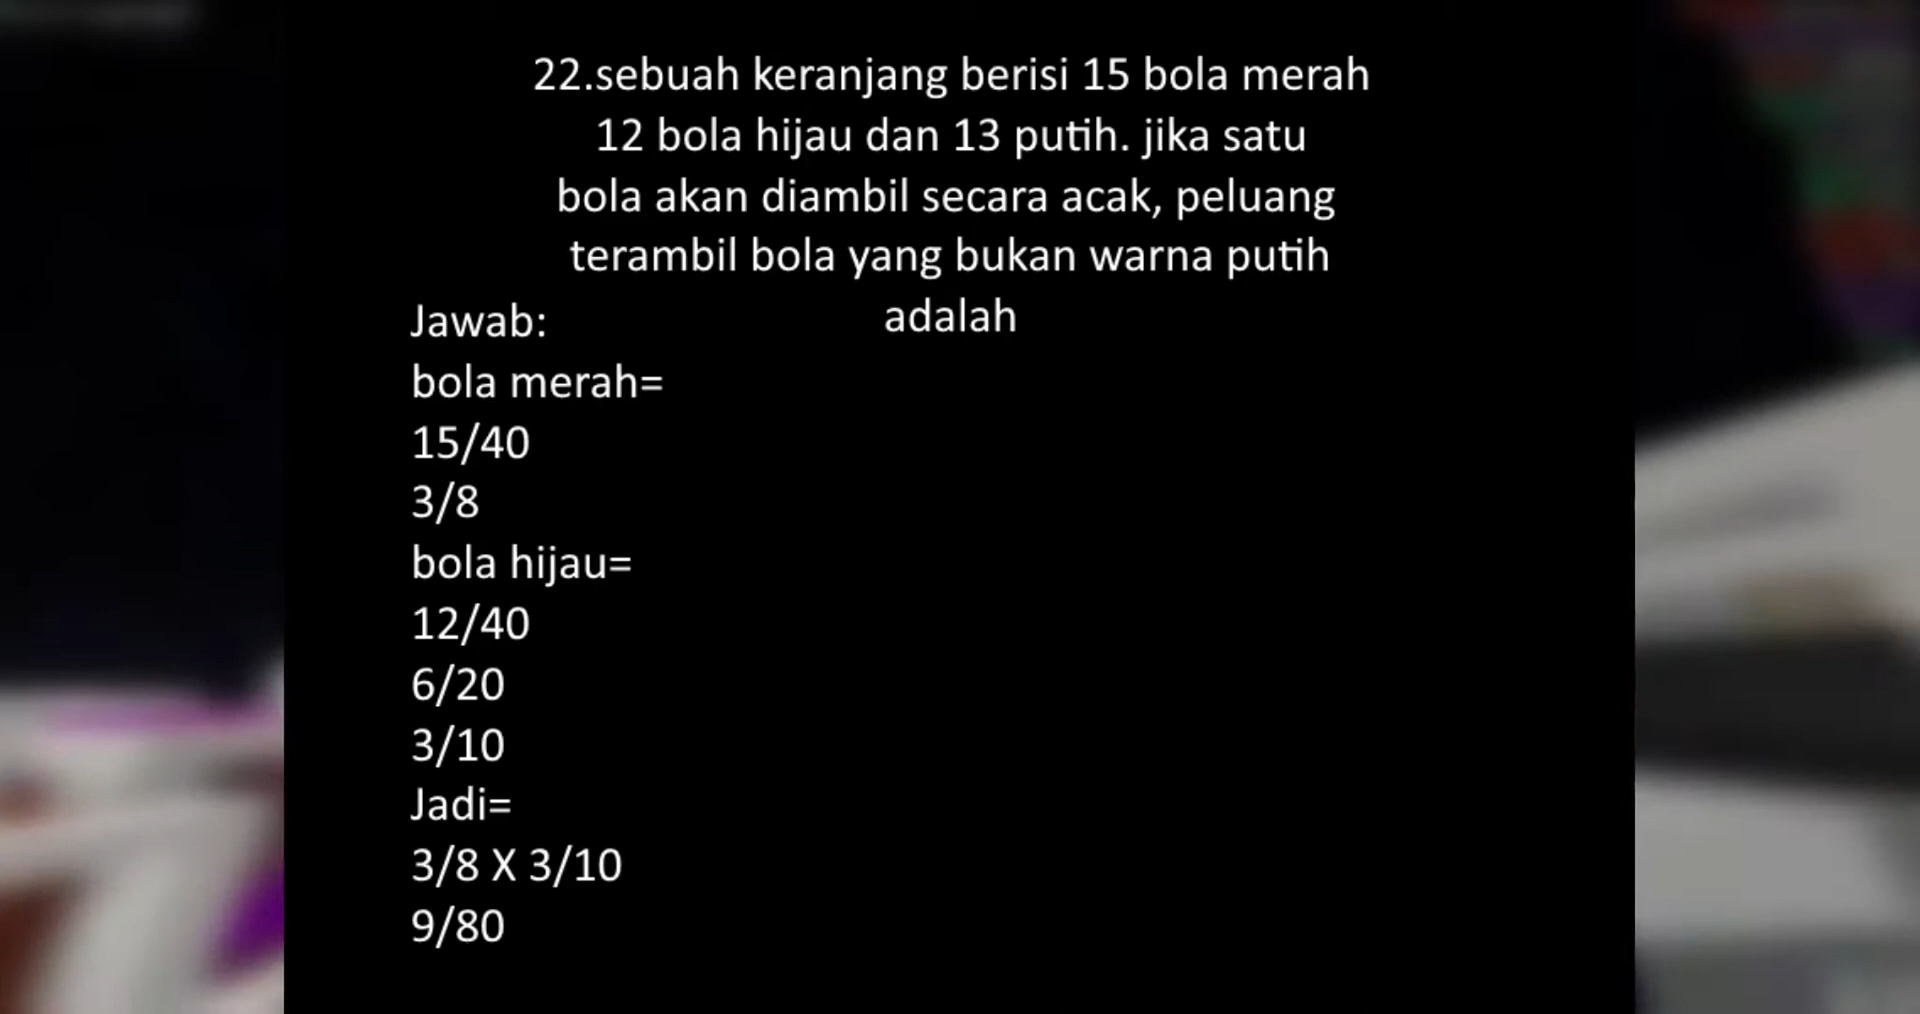 22.sebuah keranjang berisi 15 bola merah
12 bola hijau dan 13 putih. jika satu
bola akan diambil secara acak, peluang
terambil bola yang bukan warna putih
adalah
Jawab:
bola merah=
15/40
3/8
bola hijau=
12/40
6/20
3/10
Jadi=
3/8 X 3/10
9/80